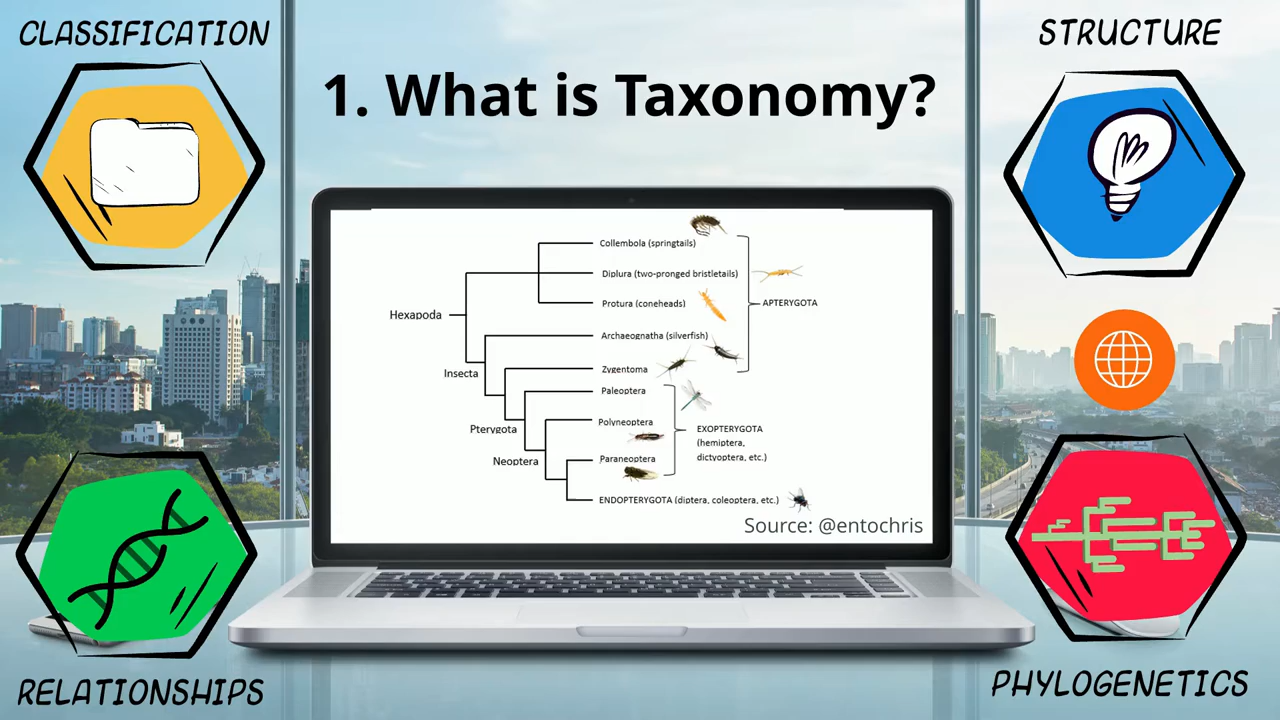 CLASSIFICATION
STRUCTURE
1. What is Taxonomy?
Collembola (springtails)
Diplura (two-pronged bristletails)
Protura (coneheads)
APTERYGOTA
Hexapoda
Archaeognatha (silverfish)
Insecta
Zygentoma
Paleoptera
Pterygota
Polyneoptera
EXOPTERYGOTA
(hemiptera,
dictyoptera, etc.)
Neoptera
Paraneoptera
ENDOPTERYGOTA (diptera, coleoptera, etc.)
Source: @entochris
RELATIONSHIPS
PHYLOGENETICS